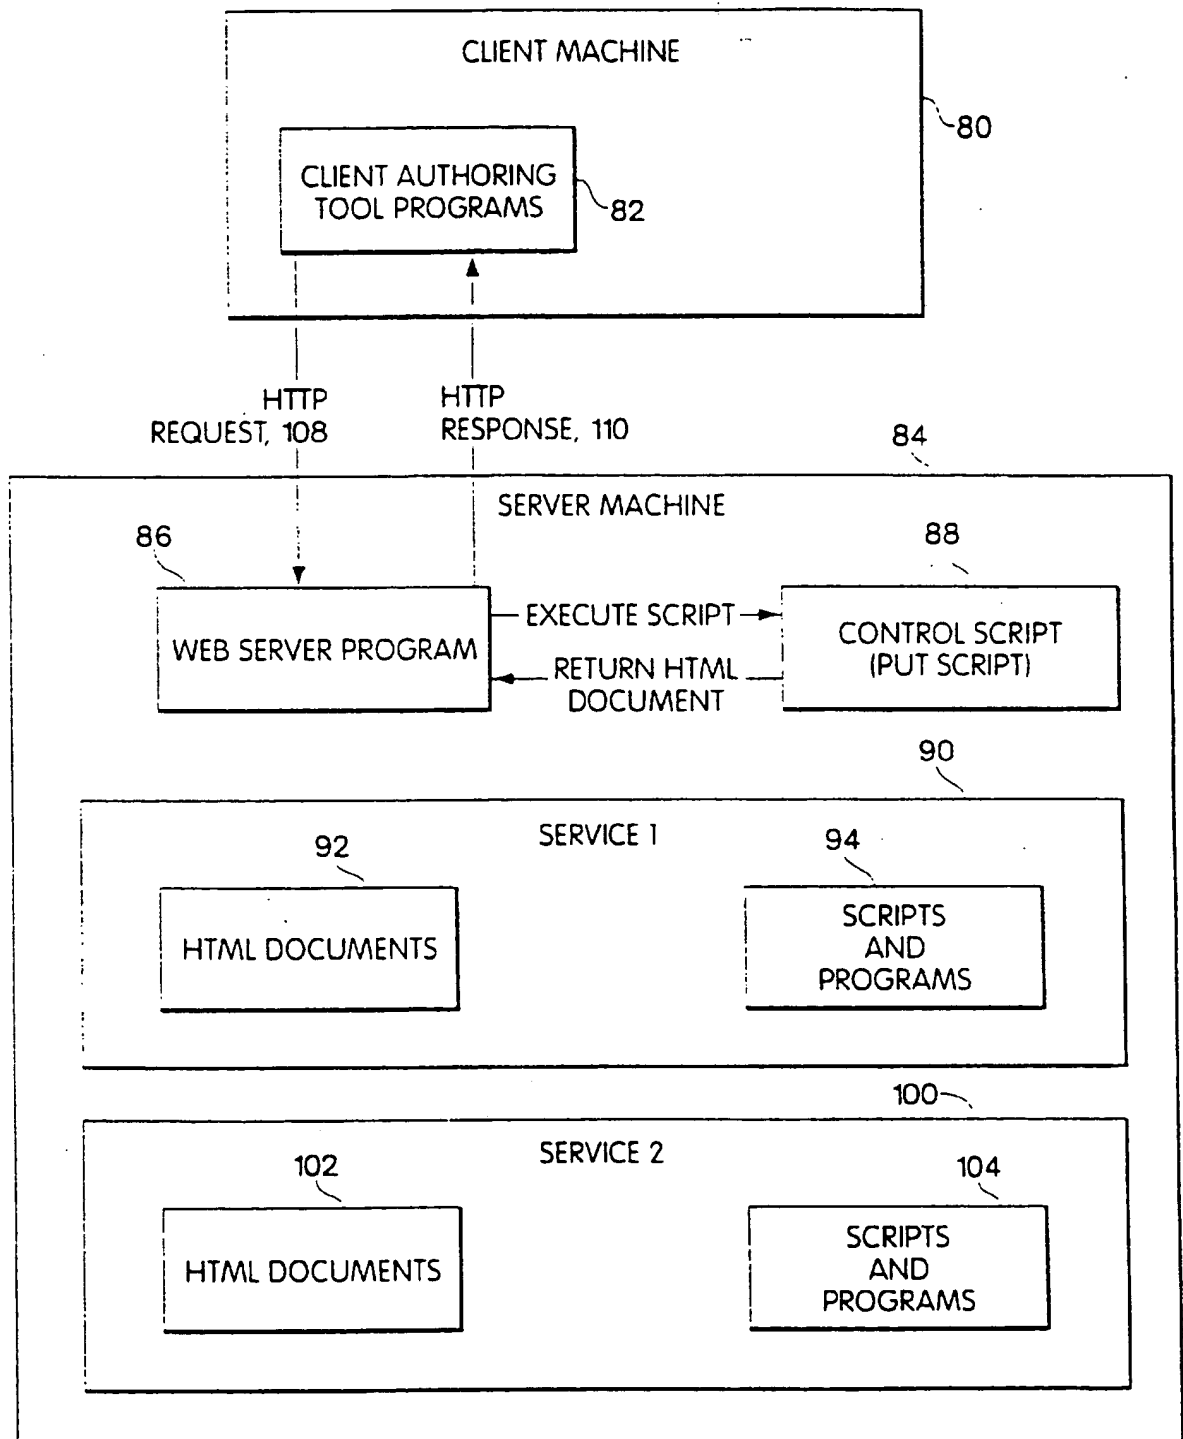 CLIENT MACHINE
80
CLIENT AUTHORING
TOOL PROGRAMS
82
HTTP
REQUEST, 108
HTTP
RESPONSE, 110
84
SERVER MACHINE
86
88
WEB SERVER PROGRAM
EXECUTE SCRIPT
RETURN HTML
DOCUMENT
CONTROL SCRIPT
(PUT SCRIPT)
90
SERVICE 1
92
94
HTML DOCUMENTS
SCRIPTS
AND
PROGRAMS
100
SERVICE 2
102
104
HTML DOCUMENTS
SCRIPTS
AND
PROGRAMS